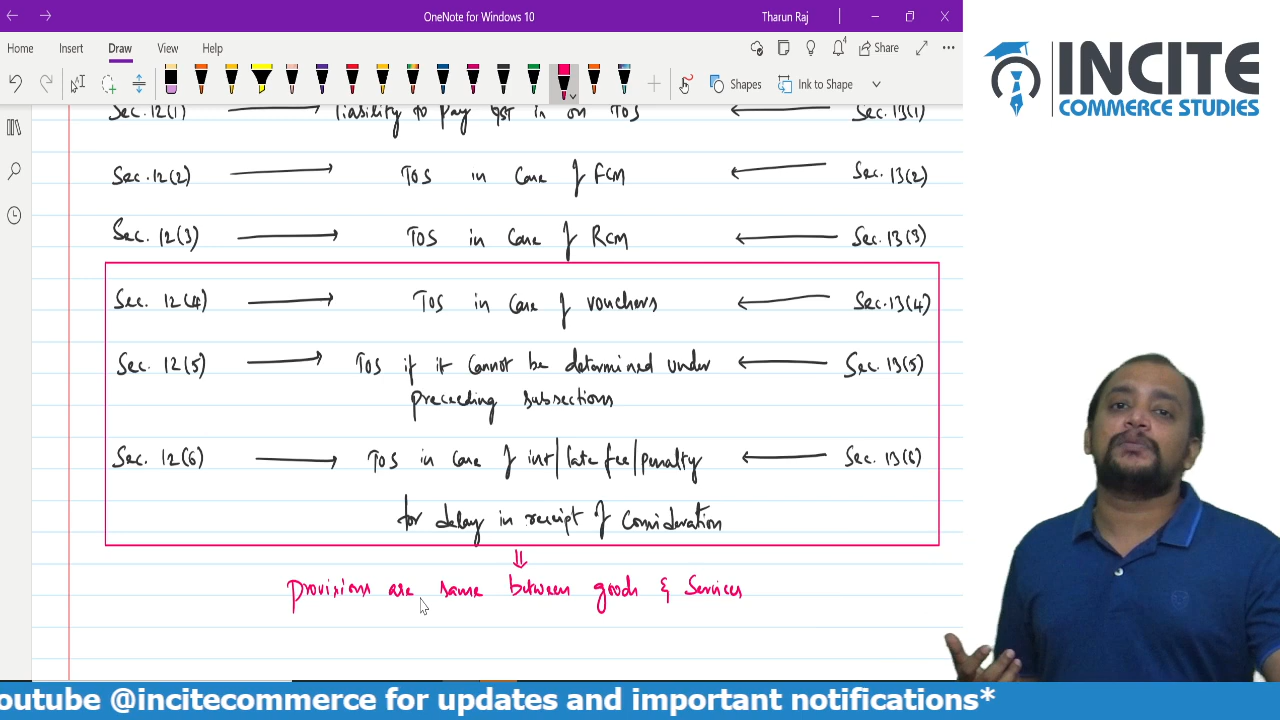 OneNote for Windows 10
Tharun Raj
Home Insert Draw View Help
4
Share
Shapes
Ink to Shape
INCITE
COMMERCE STUDIES
Sec.12(1) liability to pay GST in on TOS Sec.13(1)
Sec.12(2) TOS in Case of FCM Sec.13(2)
Sec.12(3) TOS in Case of RCM Sec.13(3)
Sec. 12(4) TOS in Case of vouchers Sec.13(4)
Sec. 12(5) TOS if it cannot be determined under Sec.13(5)
preceeding subsections
Sec. 12(6) TOS in Case of int/late fee/penalty Sec.13(6)
for delay in receipt of Consideration
⇓
provisions are same between goods & Services
outube @incitecommerce for updates and important notifications*